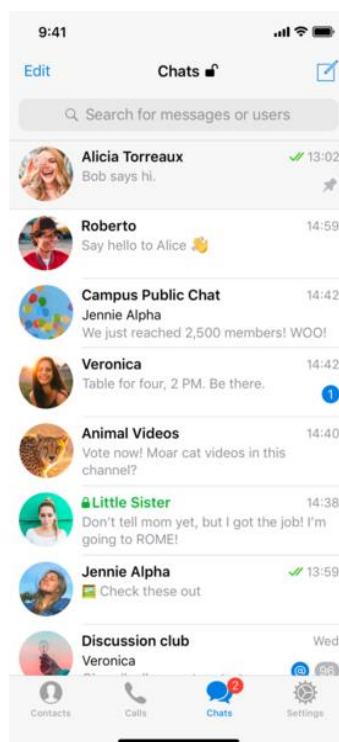 9:41
Edit
Chats
Search for messages or users
Alicia Torreaux 13:02
Bob says hi.
Roberto 14:59
Say hello to Alice 👋
Campus Public Chat 14:42
Jennie Alpha
We just reached 2,500 members! WOO!
Veronica 14:42
Table for four, 2 PM. Be there.
1
Animal Videos 14:40
Vote now! Moar cat videos in this
channel?
Little Sister 14:38
Don't tell mom yet, but I got the job! I'm
going to ROME!
Jennie Alpha 13:59
🖼 Check these out
Discussion club Wed
Veronica
@ 96
2
Contacts Calls Chats Settings